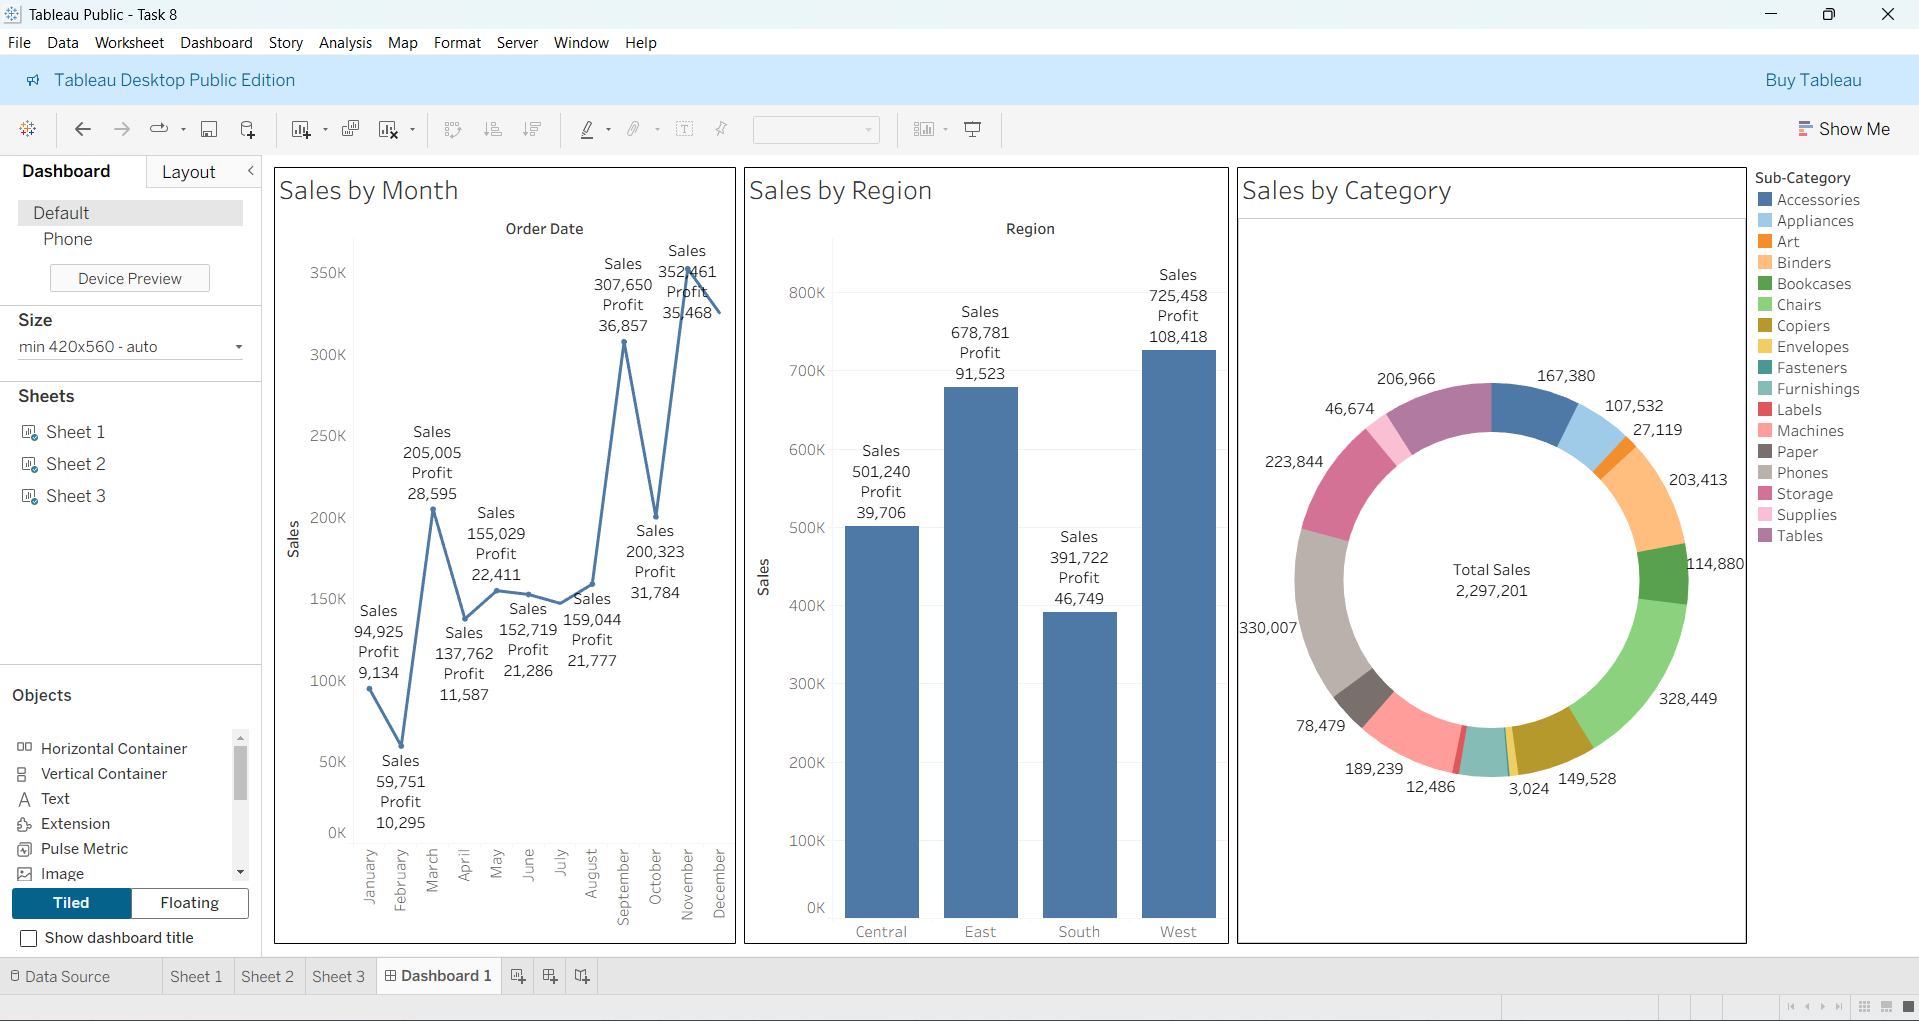 Tableau Public - Task 8
File Data Worksheet Dashboard Story Analysis Map Format Server Window Help
Tableau Desktop Public Edition
Buy Tableau
Show Me
Dashboard
Layout
Default
Phone
Device Preview
Size
min 420x560 - auto
Sheets
Sheet 1
Sheet 2
Sheet 3
Objects
Horizontal Container
Vertical Container
Text
Extension
Pulse Metric
Image
Tiled
Floating
Show dashboard title
Sales by Month
Order Date
Sales
350K
300K
250K
200K
150K
100K
50K
0K
Sales
94,925
Profit
9,134
Sales
59,751
Profit
10,295
Sales
205,005
Profit
28,595
Sales
137,762
Profit
11,587
Sales
155,029
Profit
22,411
Sales
152,719
Profit
21,286
Sales
159,044
Profit
21,777
Sales
307,650
Profit
36,857
Sales
200,323
Profit
31,784
Sales
352,461
Profit
35,468
January
February
March
April
May
June
July
August
September
October
November
December
Sales by Region
Region
Sales
800K
700K
600K
500K
400K
300K
200K
100K
0K
Sales
501,240
Profit
39,706
Sales
678,781
Profit
91,523
Sales
391,722
Profit
46,749
Sales
725,458
Profit
108,418
Central
East
South
West
Sales by Category
167,380
107,532
27,119
203,413
114,880
328,449
149,528
3,024
12,486
189,239
78,479
330,007
223,844
46,674
206,966
Total Sales
2,297,201
Sub-Category
Accessories
Appliances
Art
Binders
Bookcases
Chairs
Copiers
Envelopes
Fasteners
Furnishings
Labels
Machines
Paper
Phones
Storage
Supplies
Tables
Data Source
Sheet 1
Sheet 2
Sheet 3
Dashboard 1